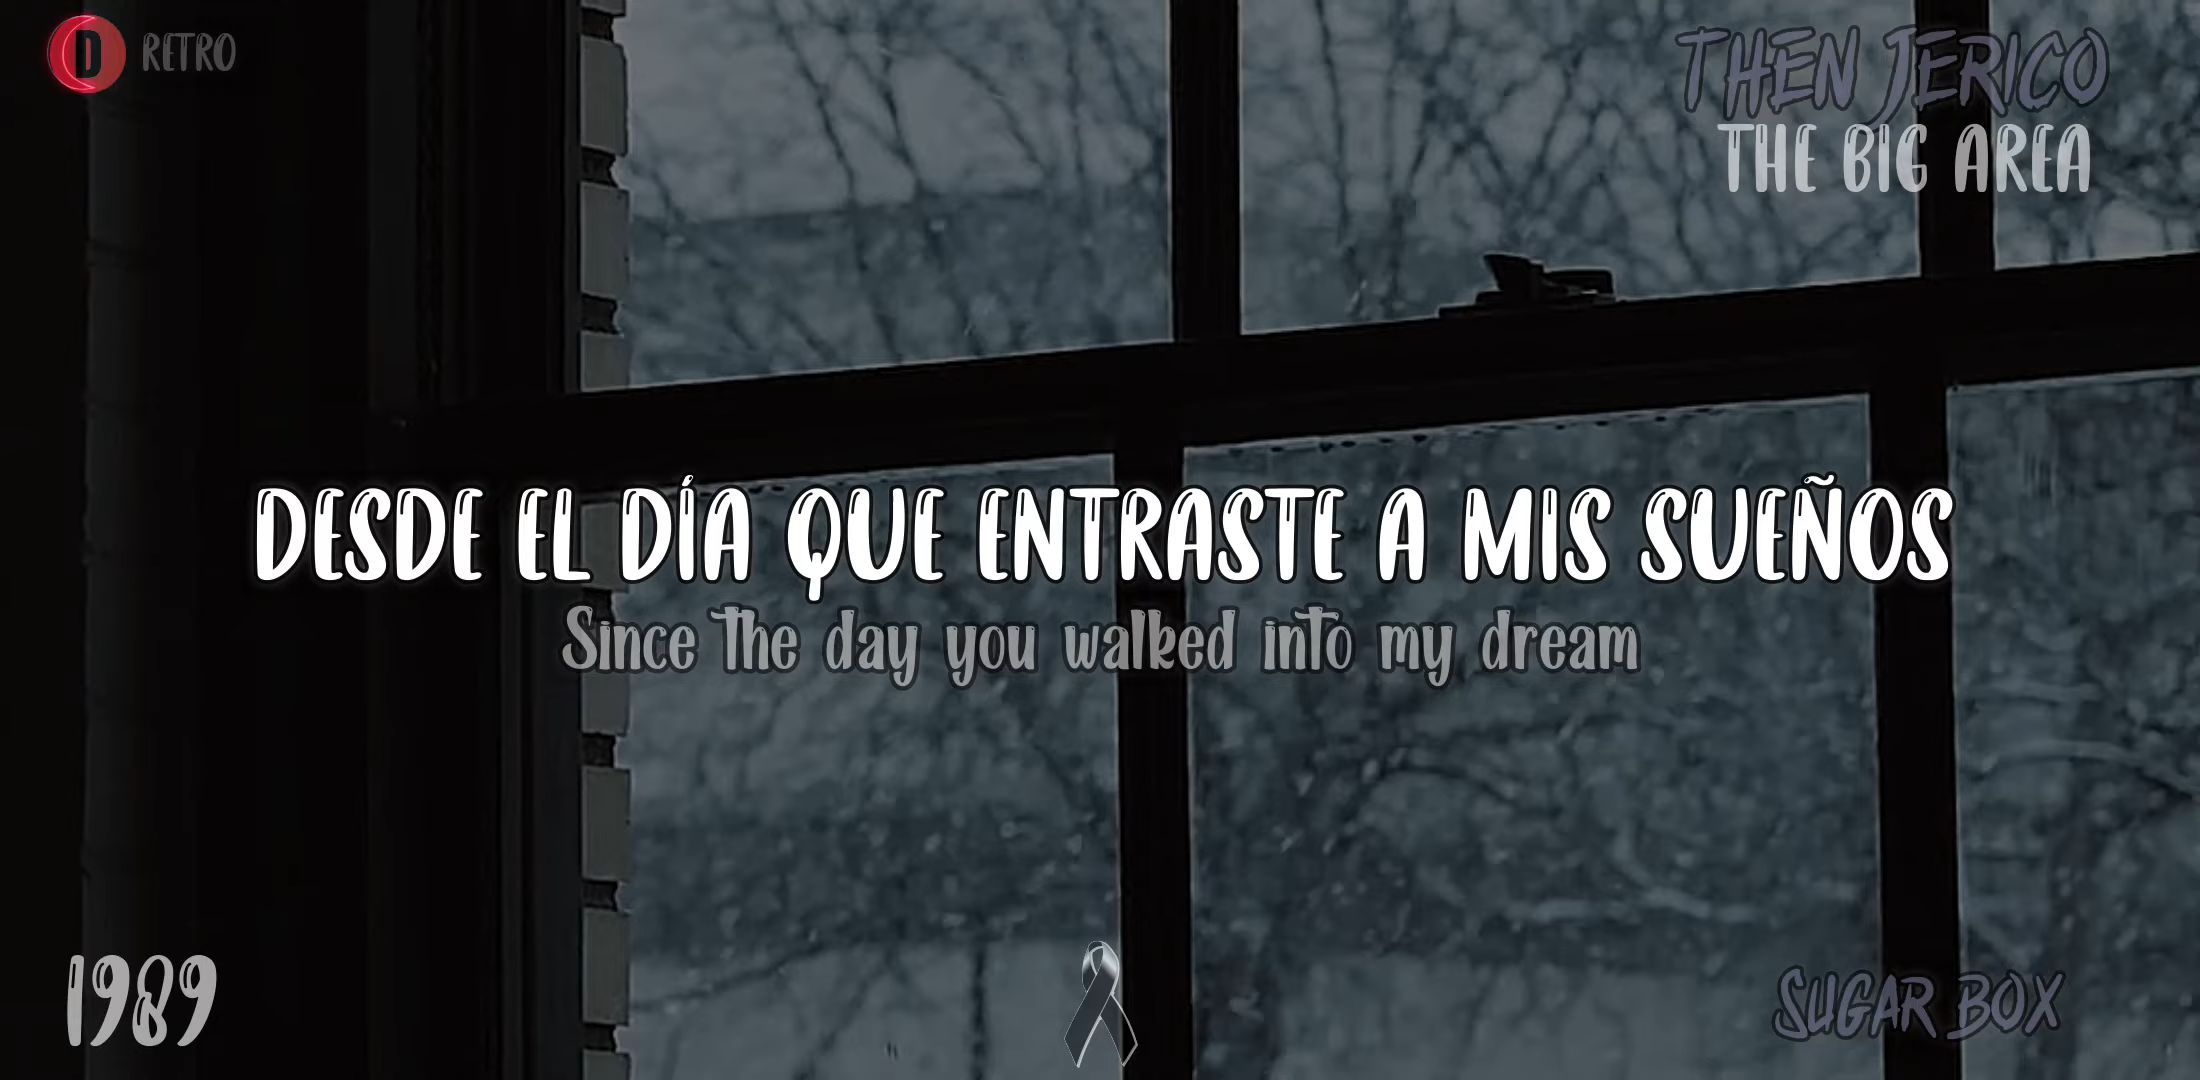 D RETRO
THEN JERICO
THE BIG AREA
DESDE EL DÍA QUE ENTRASTE A MIS SUEÑOS
Since the day you walked into my dream
1989
SUGAR BOX